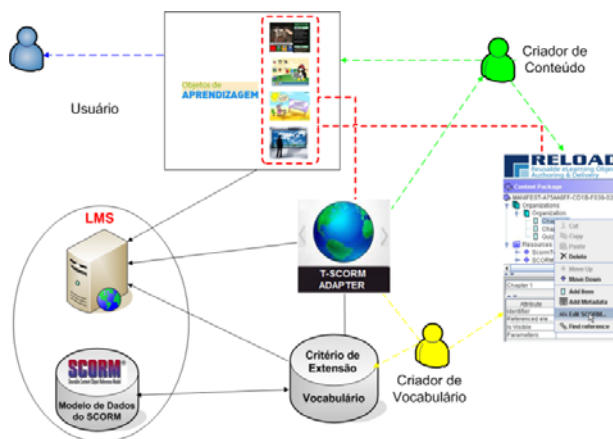 Objetos de
APRENDIZAGEM
Usuário
Criador de
Conteúdo
RELOAD
Reusable eLearning Object
Authoring & Delivery
Content Package
Organizations
Organization
Resources
Cut
Copy
Paste
Delete
Move Up
Move Down
Add Item
Add Metadata
Edit SCORM...
Find reference
Chapter 1
Attribute
Identifier
Referenced ele...
Is Visible
Parameters
LMS
T-SCORM
ADAPTER
SCORM
Modelo de Dados
do SCORM
Critério de
Extensão
Vocabulário
Criador de
Vocabulário